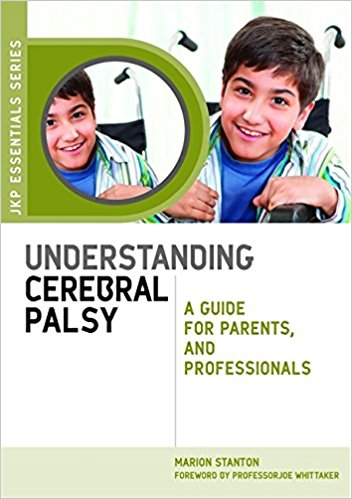 JKP ESSENTIALS SERIES
UNDERSTANDING
CEREBRAL
PALSY
A GUIDE
FOR PARENTS,
AND
PROFESSIONALS
MARION STANTON
FOREWORD BY PROFESSORJOE WHITTAKER